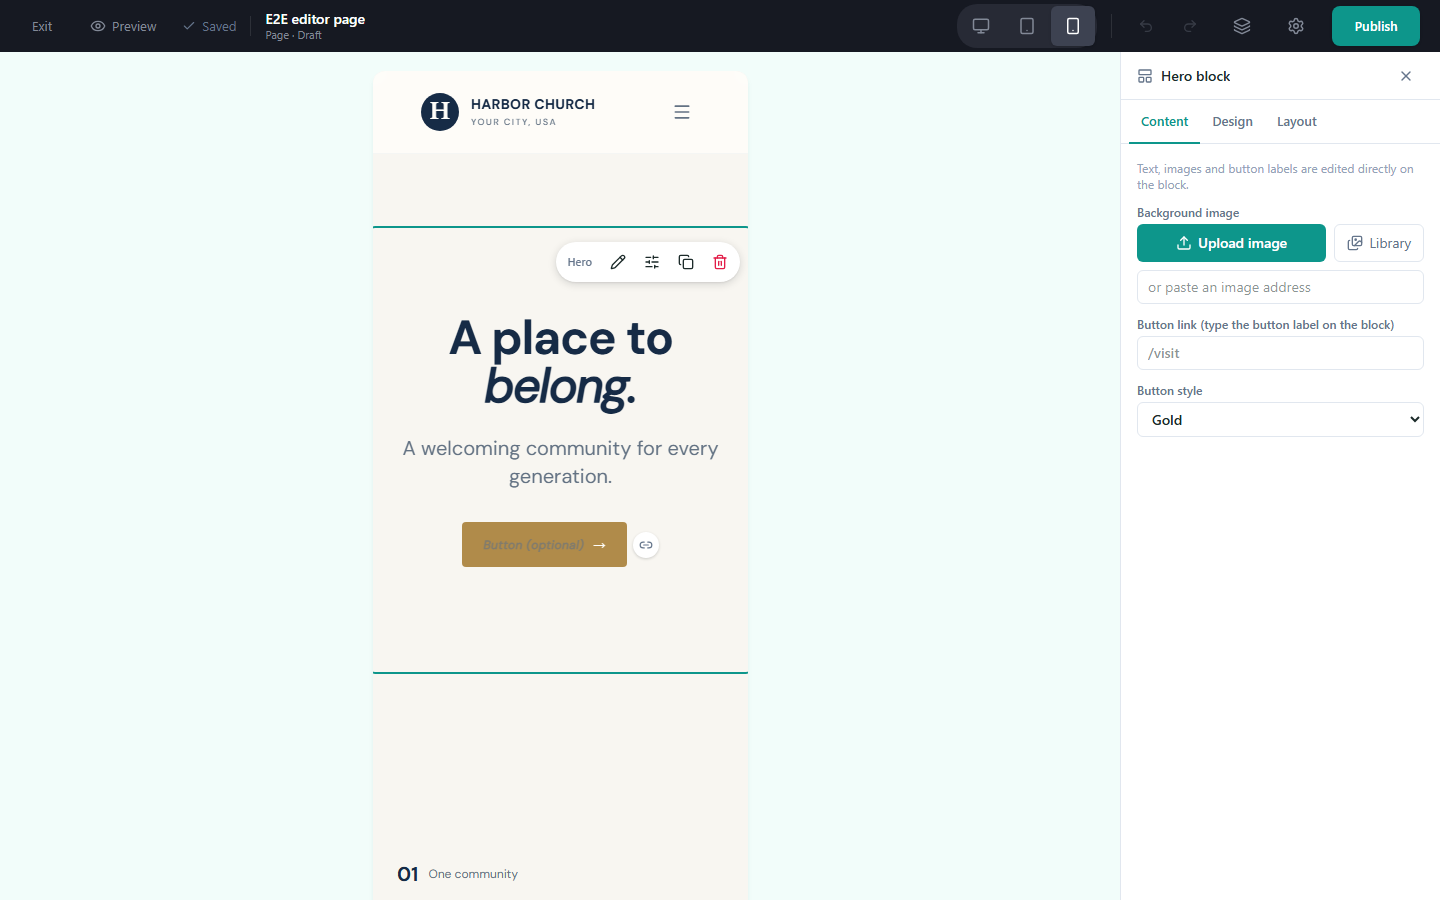 Exit
Preview
Saved
E2E editor page
Page · Draft
Publish
H
HARBOR CHURCH
YOUR CITY, USA
Hero
A place to
belong.
A welcoming community for every
generation.
Button (optional) →
01 One community
Hero block
Content Design Layout
Text, images and button labels are edited directly on
the block.
Background image
Upload image
Library
or paste an image address
Button link (type the button label on the block)
/visit
Button style
Gold